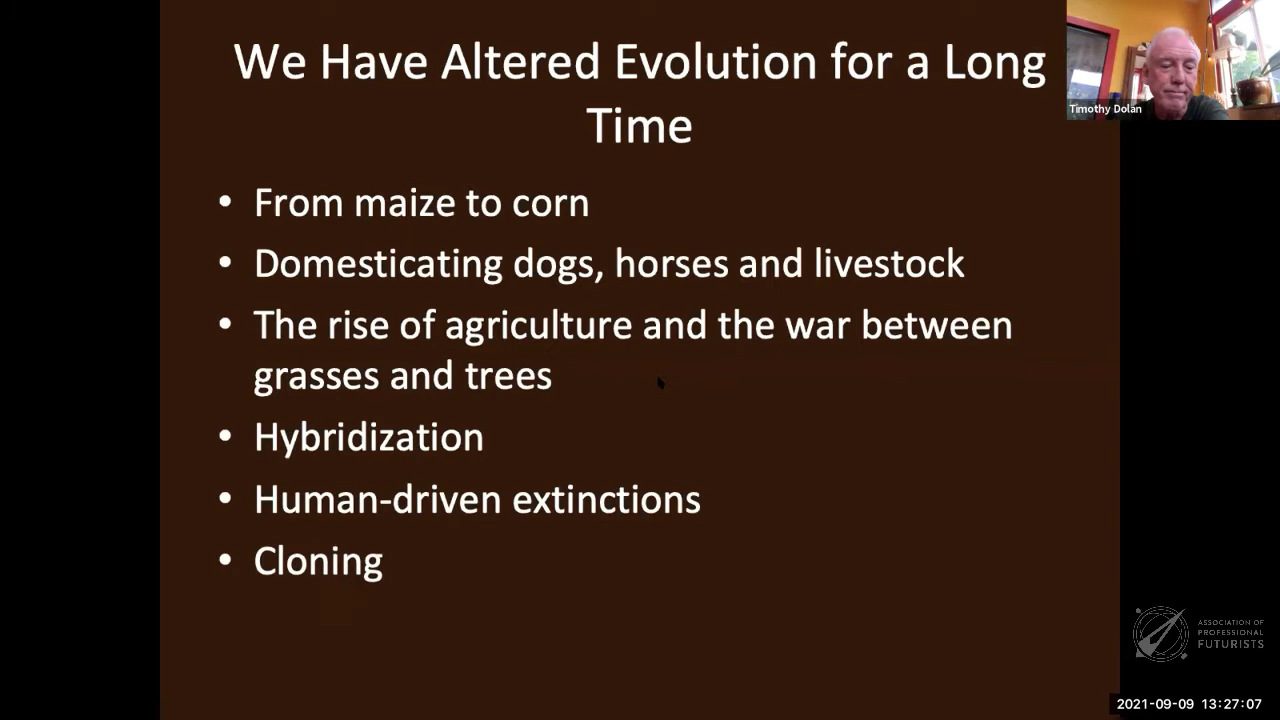 We Have Altered Evolution for a Long
Time
Timothy Dolan
• From maize to corn
• Domesticating dogs, horses and livestock
• The rise of agriculture and the war between
grasses and trees
• Hybridization
• Human-driven extinctions
• Cloning
ASSOCIATION OF
PROFESSIONAL
FUTURISTS
2021-09-09 13:27:07